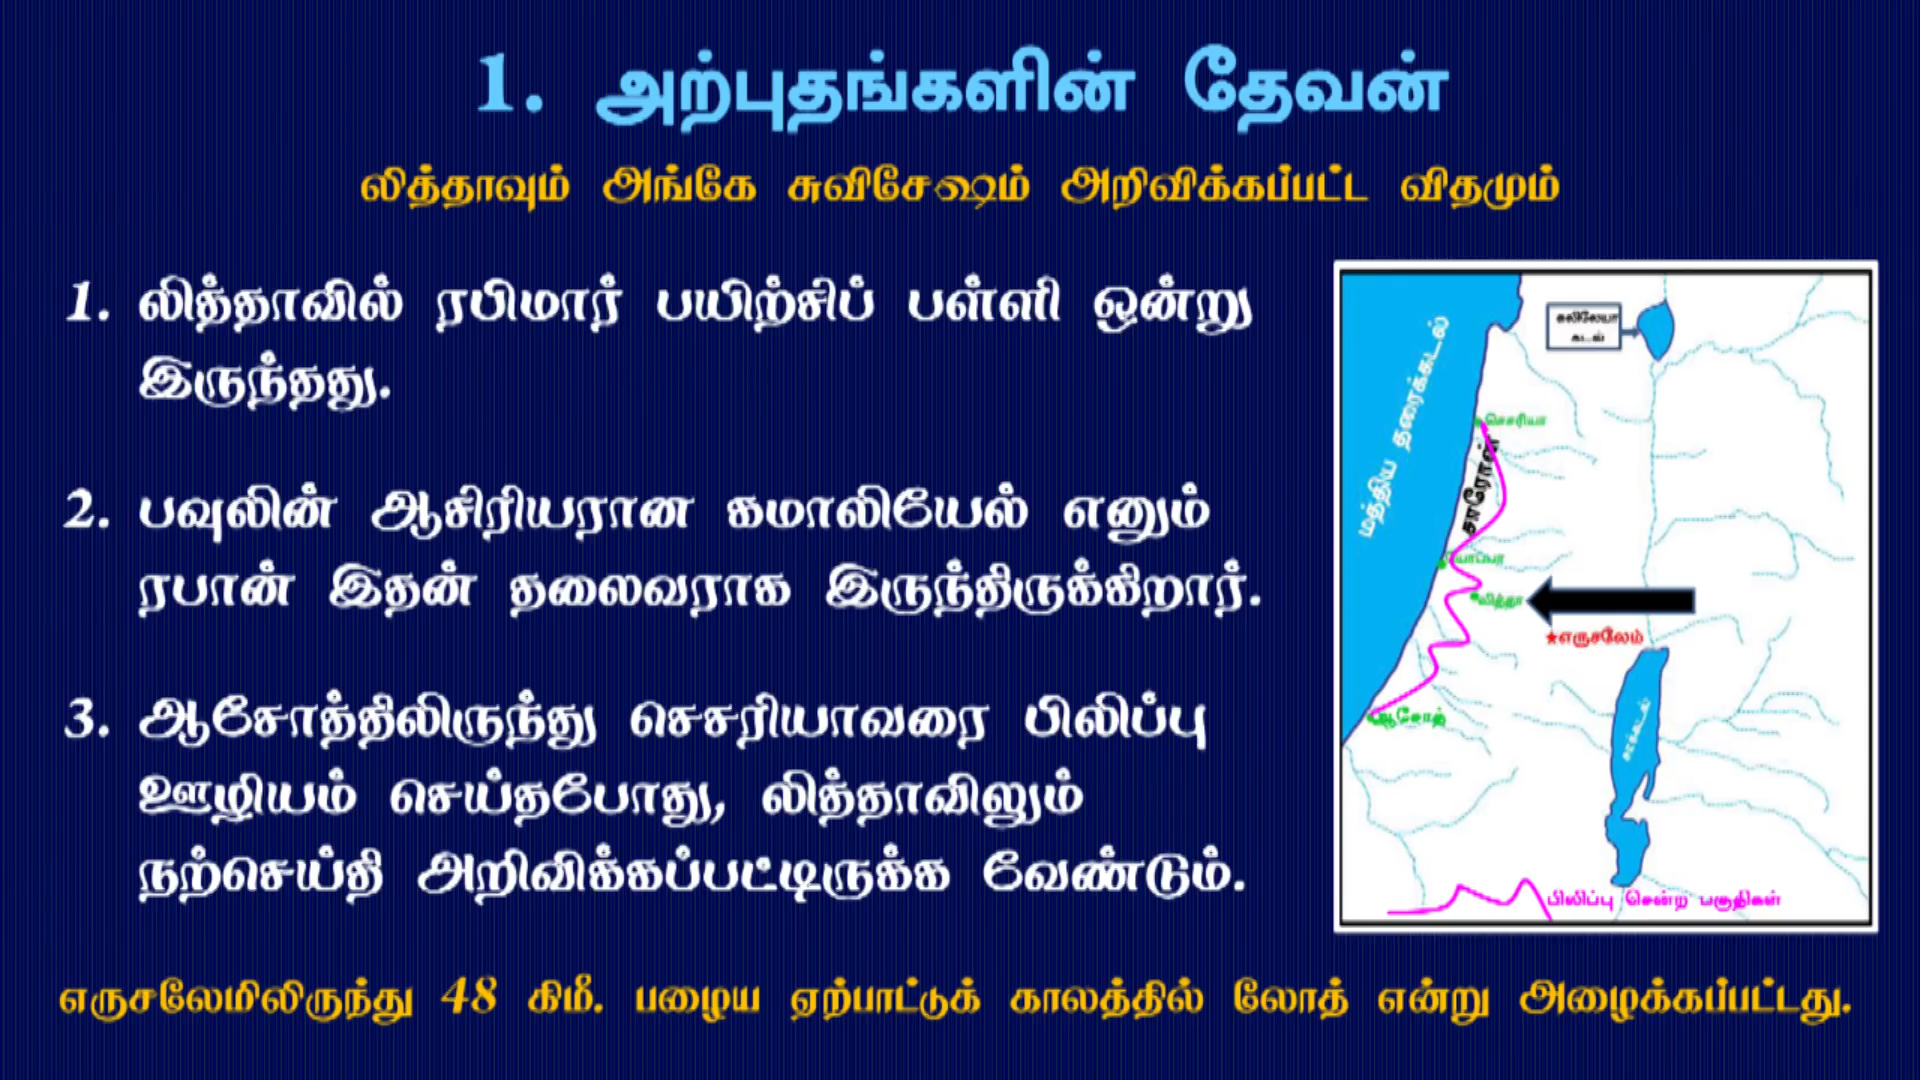 1. அற்புதங்களின் தேவன்
லித்தாவும் அங்கே சுவிசேஷம் அறிவிக்கப்பட்ட விதமும்
1. லித்தாவில் ரபிமார் பயிற்சிப் பள்ளி ஒன்று
இருந்தது.
2. பவுலின் ஆசிரியரான கமாலியேல் எனும்
ரபான் இதன் தலைவராக இருந்திருக்கிறார்.
3. ஆசோத்திலிருந்து செசரியாவரை பிலிப்பு
ஊழியம் செய்தபோது, லித்தாவிலும்
நற்செய்தி அறிவிக்கப்பட்டிருக்க வேண்டும்.
கலிலேயா
கடல்
மத்திய தரைக்கடல்
செசரியா
சாரோன்
யோப்பா
லித்தா
★எருசலேம்
ஆசோத்
சாக்கடல்
பிலிப்பு சென்ற பகுதிகள்
எருசலேமிலிருந்து 48 கிமீ. பழைய ஏற்பாட்டுக் காலத்தில் லோத் என்று அழைக்கப்பட்டது.